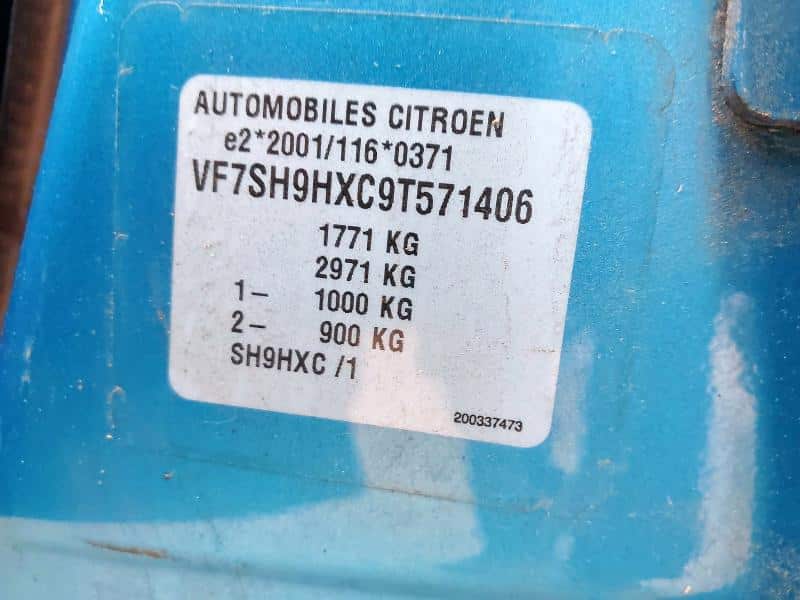 AUTOMOBILES CITROEN
e2*2001/116*0371
VF7SH9HXC9T571406
1771 KG
2971 KG
1- 1000 KG
2- 900 KG
SH9HXC /1
200337473